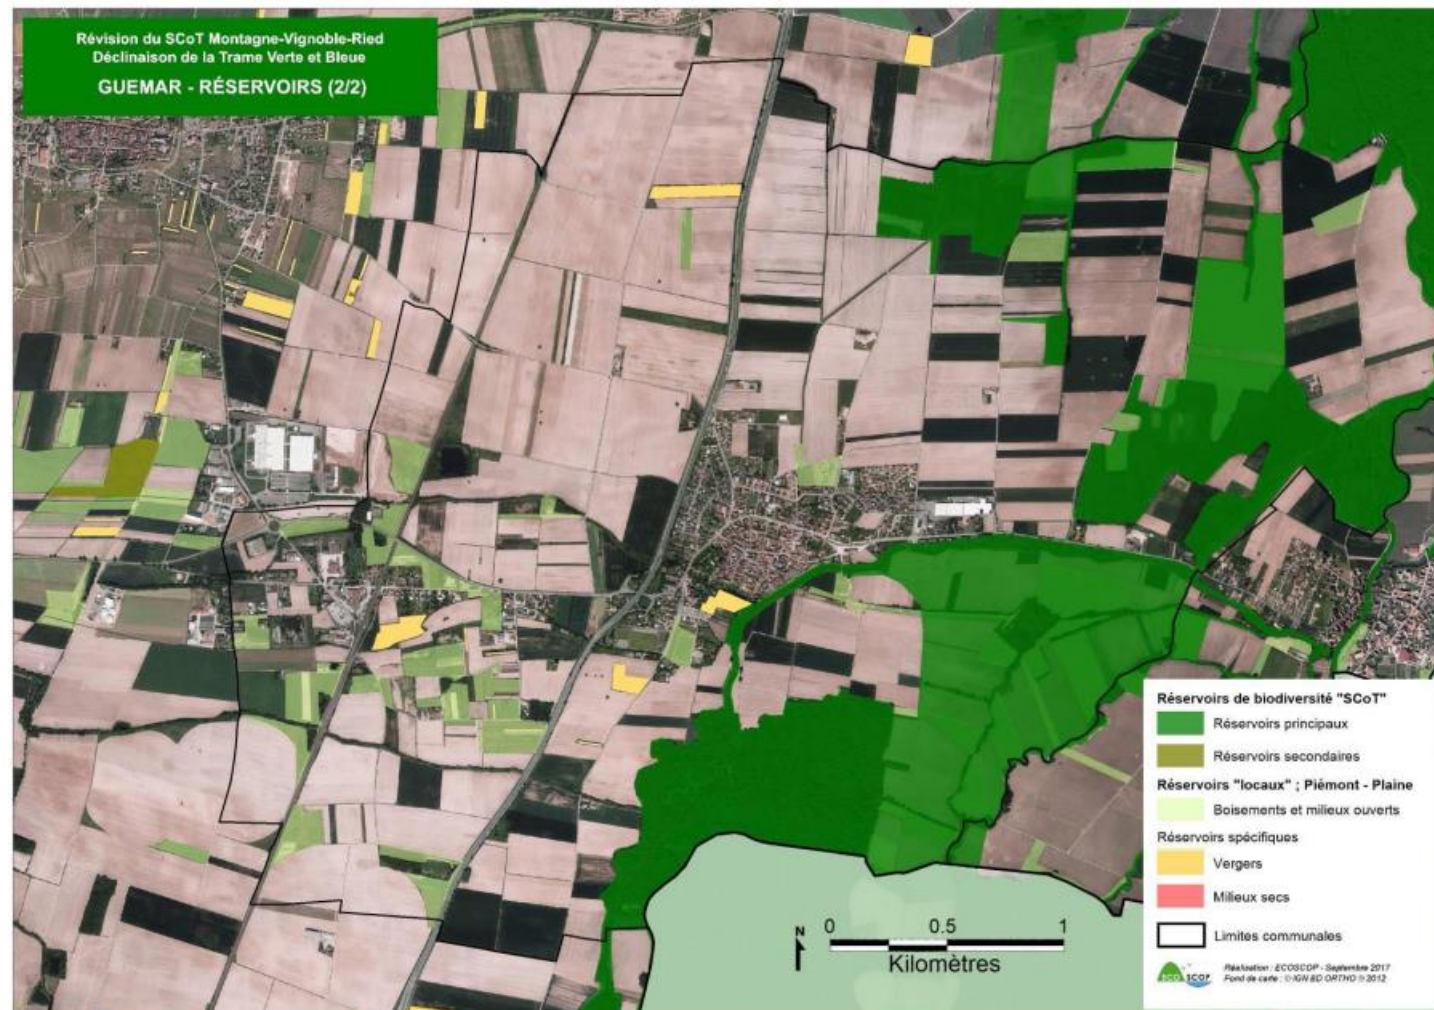 Révision du SCoT Montagne-Vignoble-Ried
Déclinaison de la Trame Verte et Bleue
GUEMAR - RÉSERVOIRS (2/2)
Réservoirs de biodiversité "SCoT"
Réservoirs principaux
Réservoirs secondaires
Réservoirs "locaux" ; Piémont - Plaine
Boisements et milieux ouverts
Réservoirs spécifiques
Vergers
Milieux secs
Limites communales
ECO SCOP
Réalisation : ECOSCOP - Septembre 2017
Fond de carte : © IGN BD ORTHO ® 2012
N
0 0.5 1
Kilomètres